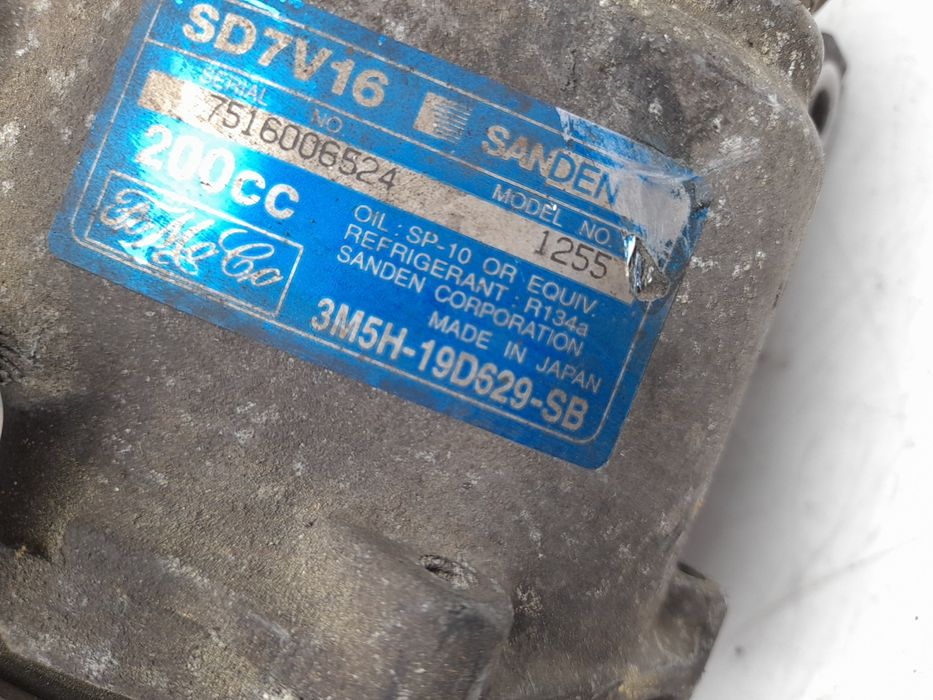 SD7V16
SANDEN
SERIAL NO
MODEL NO.
7516006524
1255
200cc
OIL : SP-10 OR EQUIV.
REFRIGERANT : R134a
SANDEN CORPORATION
MADE IN JAPAN
FoMoCo
3M5H-19D629-SB